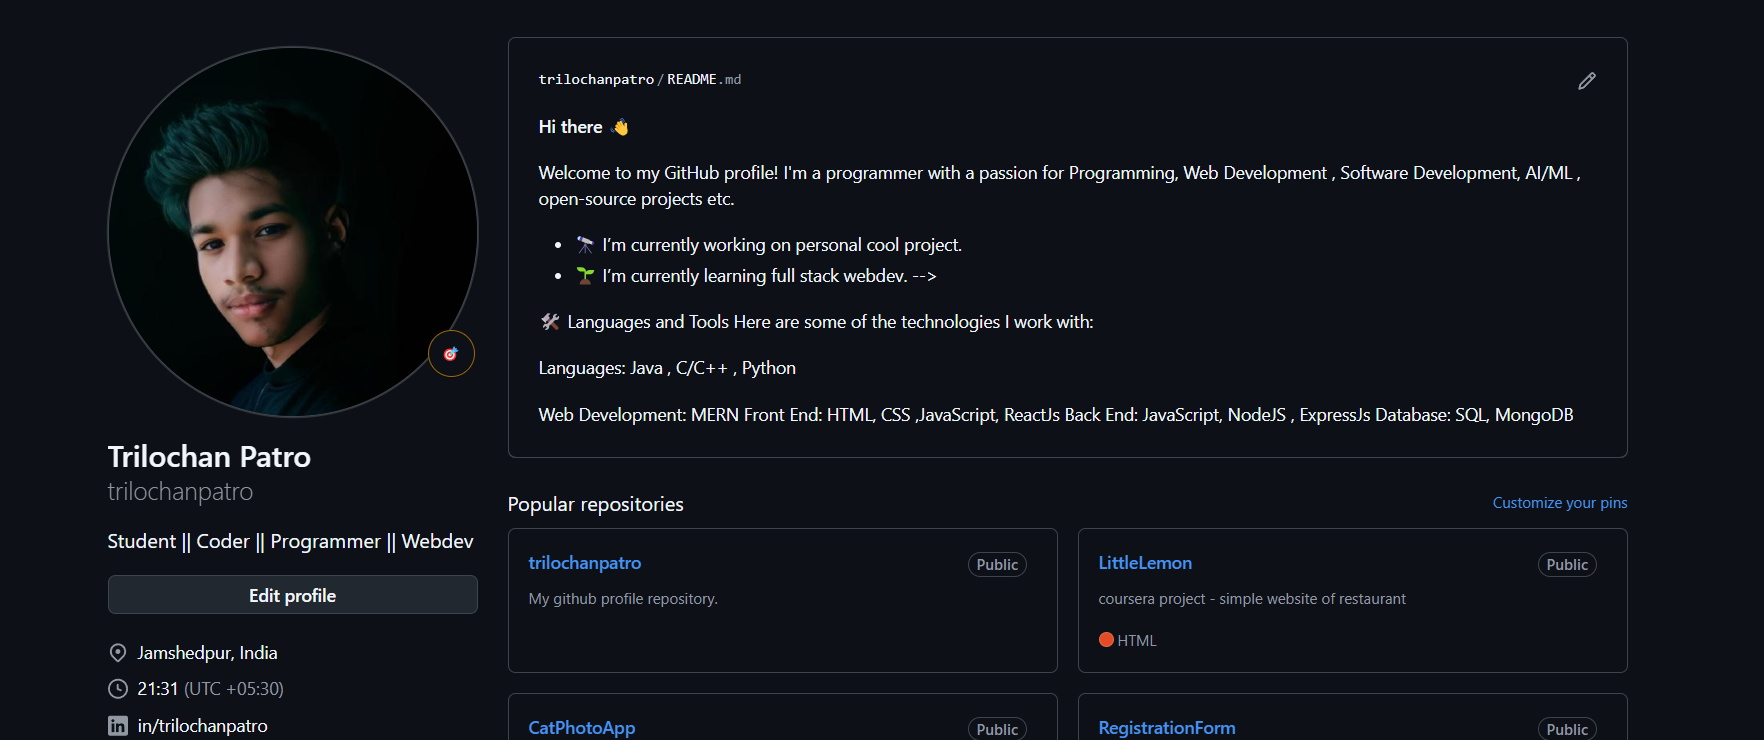 trilochanpatro/README.md
Hi there 👋
Welcome to my GitHub profile! I'm a programmer with a passion for Programming, Web Development , Software Development, AI/ML ,
open-source projects etc.
• 🔭 I’m currently working on personal cool project.
• 🌱 I’m currently learning full stack webdev. -->
🛠️ Languages and Tools Here are some of the technologies I work with:
Languages: Java , C/C++ , Python
Web Development: MERN Front End: HTML, CSS ,JavaScript, ReactJs Back End: JavaScript, NodeJS , ExpressJs Database: SQL, MongoDB
Trilochan Patro
trilochanpatro
Student || Coder || Programmer || Webdev
Edit profile
Jamshedpur, India
21:31 (UTC +05:30)
in/trilochanpatro
Popular repositories
Customize your pins
trilochanpatro
Public
My github profile repository.
LittleLemon
Public
coursera project - simple website of restaurant
HTML
CatPhotoApp
Public
RegistrationForm
Public